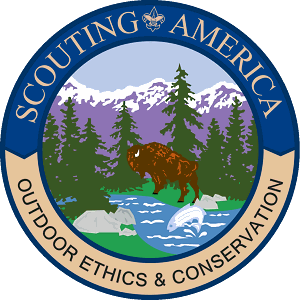 SCOUTING AMERICA
OUTDOOR ETHICS & CONSERVATION